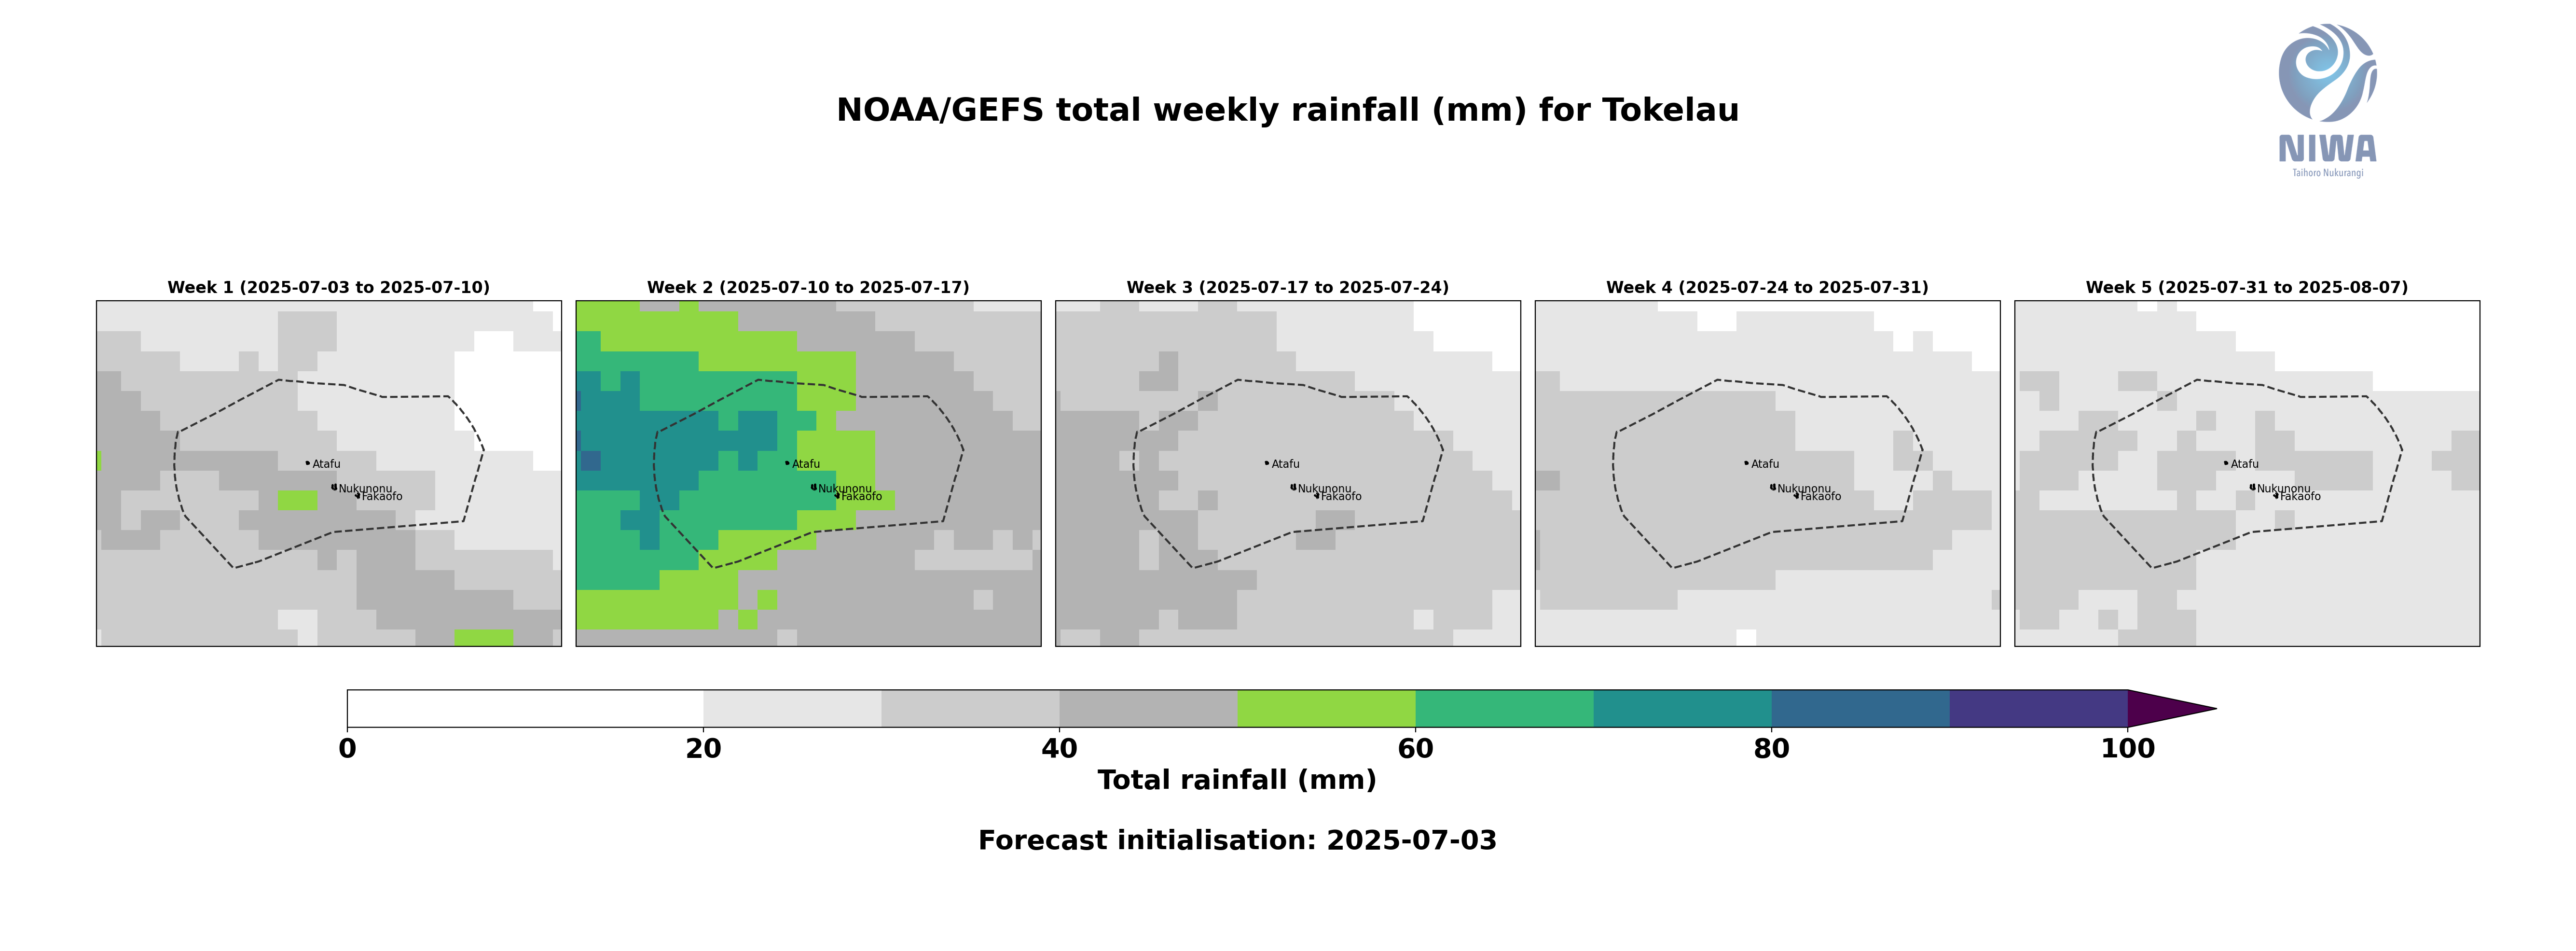 NOAA/GEFS total weekly rainfall (mm) for Tokelau
NIWA
Taihoro Nukurangi
Week 1 (2025-07-03 to 2025-07-10)
Week 2 (2025-07-10 to 2025-07-17)
Week 3 (2025-07-17 to 2025-07-24)
Week 4 (2025-07-24 to 2025-07-31)
Week 5 (2025-07-31 to 2025-08-07)
Atafu
Nukunonu
Fakaofo
Atafu
Nukunonu
Fakaofo
Atafu
Nukunonu
Fakaofo
Atafu
Nukunonu
Fakaofo
Atafu
Nukunonu
Fakaofo
0 20 40 60 80 100
Total rainfall (mm)
Forecast initialisation: 2025-07-03